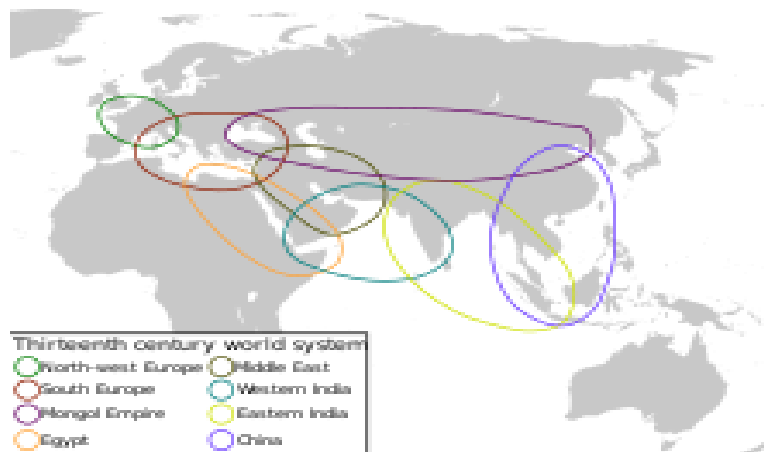 Thirteenth century world system
North-west Europe Middle East
South Europe Western India
Mongol Empire Eastern India
Egypt China